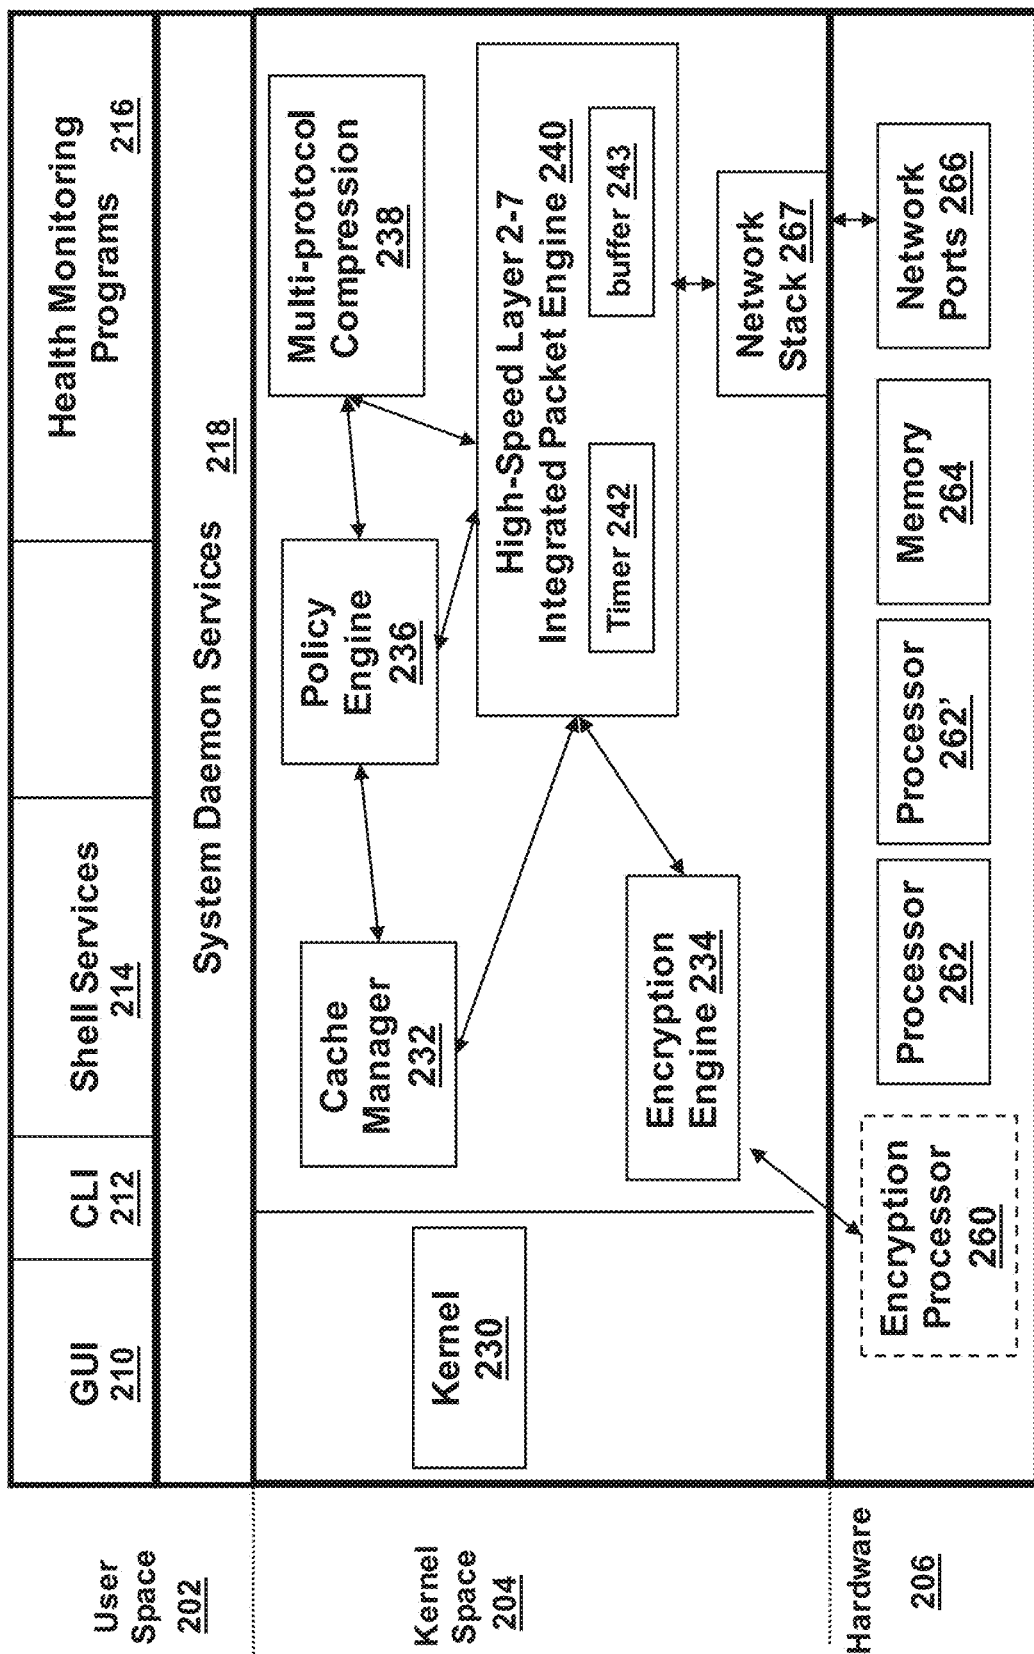 User
Space
202
GUI
210
CLI
212
Shell Services
214
Health Monitoring
Programs 216
System Daemon Services 218
Kernel
Space
204
Kernel
230
Cache
Manager
232
Policy
Engine
236
Multi-protocol
Compression
238
High-Speed Layer 2-7
Integrated Packet Engine 240
Timer 242
buffer 243
Encryption
Engine 234
Network
Stack 267
Hardware
206
Encryption
Processor
260
Processor
262
Processor
262'
Memory
264
Network
Ports 266